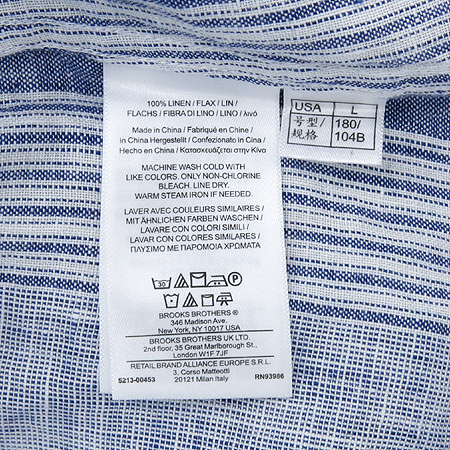 100% LINEN / FLAX / LIN /
FLACHS / FIBRA DI LINO / LINO / λινό
Made in China / Fabriqué en Chine /
in China Hergestellt / Confezionato in Cina /
Hecho en China / Κατασκευάζεται στην Κίνα
MACHINE WASH COLD WITH
LIKE COLORS. ONLY NON-CHLORINE
BLEACH. LINE DRY.
WARM STEAM IRON IF NEEDED.
LAVER AVEC COULEURS SIMILAIRES /
MIT ÄHNLICHEN FARBEN WASCHEN /
LAVARE CON COLORI SIMILI /
LAVAR CON COLORES SIMILARES /
ΠΛΥΣΙΜΟ ΜΕ ΠΑΡΟΜΟΙΑ ΧΡΩΜΑΤΑ
30 P
BROOKS BROTHERS ®
346 Madison Ave.
New York, NY 10017 USA
BROOKS BROTHERS UK LTD.
2nd floor, 35 Great Marlborough St.,
London W1F 7JF
RETAIL BRAND ALLIANCE EUROPE S.R.L.
3, Corso Matteotti
5213-00453 20121 Milan Italy RN93986
USA L
号型/ 180/
规格 104B